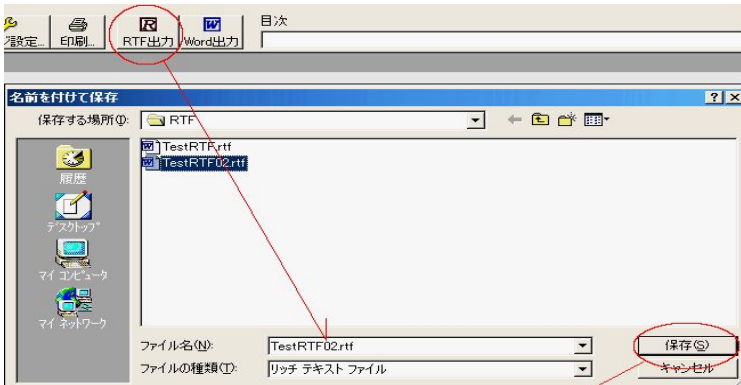 設定... 印刷... RTF出力 Word出力
目次
名前を付けて保存
保存する場所(I): RTF
TestRTF.rtf
TestRTF02.rtf
履歴
デスクトップ
マイ コンピュータ
マイ ネットワーク
ファイル名(N): TestRTF02.rtf 保存(S)
ファイルの種類(T): リッチ テキスト ファイル キャンセル